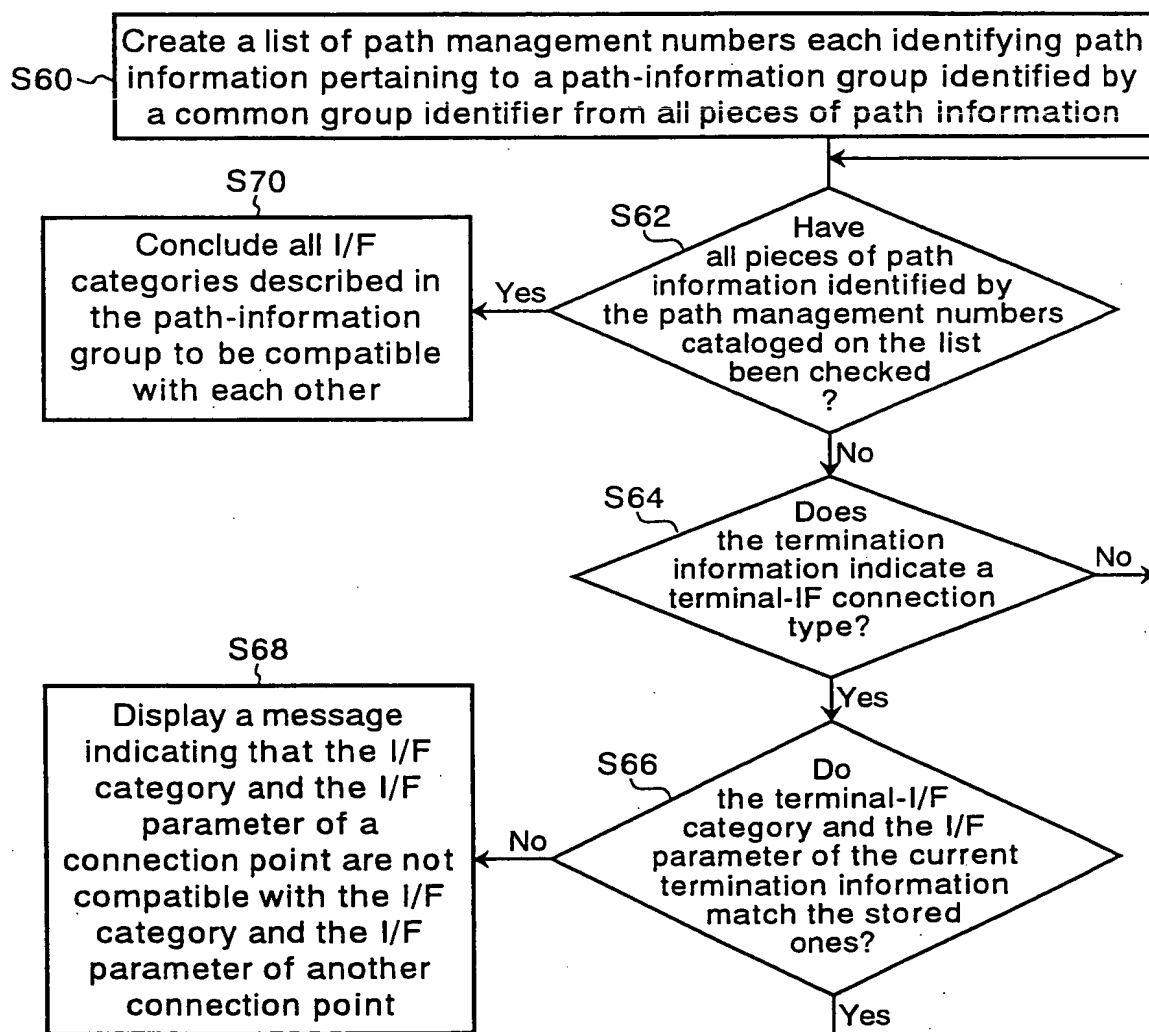 Create a list of path management numbers each identifying path
S60
information pertaining to a path-information group identified by
a common group identifier from all pieces of path information
S70
Conclude all I/F
categories described in
the path-information
group to be compatible
with each other
Yes
S62
Have
all pieces of path
information identified by
the path management numbers
cataloged on the list
been checked
?
No
S64
Does
the termination
information indicate a
terminal-IF connection
type?
No
Yes
S68
Display a message
indicating that the I/F
category and the I/F
parameter of a
connection point are not
compatible with the I/F
category and the I/F
parameter of another
connection point
No
S66
Do
the terminal-I/F
category and the I/F
parameter of the current
termination information
match the stored
ones?
Yes